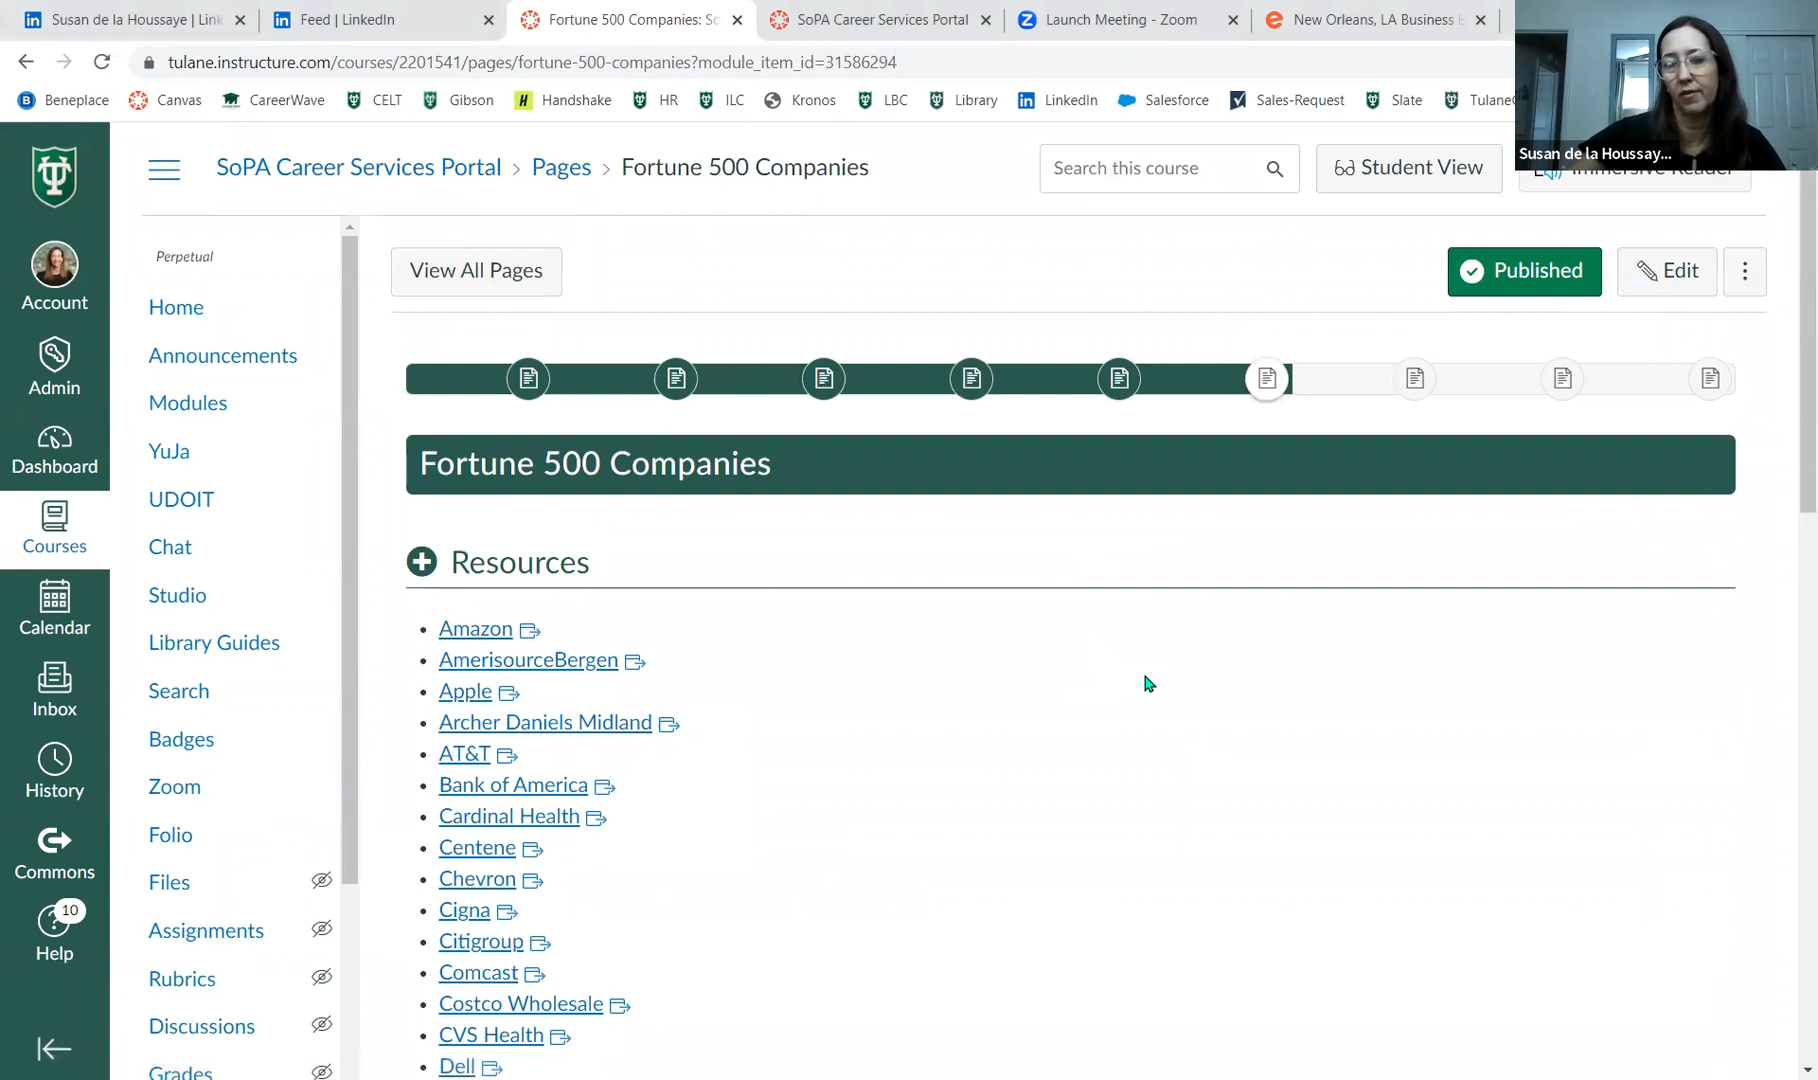 Susan de la Houssaye | Link
Feed | LinkedIn
Fortune 500 Companies: So
SoPA Career Services Portal
Launch Meeting - Zoom
New Orleans, LA Business
tulane.instructure.com/courses/2201541/pages/fortune-500-companies?module_item_id=31586294
Beneplace
Canvas
CareerWave
CELT
Gibson
Handshake
HR
ILC
Kronos
LBC
Library
LinkedIn
Salesforce
Sales-Request
Slate
Tulane
Susan de la Houssay...
SoPA Career Services Portal > Pages > Fortune 500 Companies
Search this course
Student View
Immersive Reader
Account
Admin
Dashboard
Courses
Calendar
Inbox
History
Commons
10
Help
Perpetual
Home
Announcements
Modules
YuJa
UDOIT
Chat
Studio
Library Guides
Search
Badges
Zoom
Folio
Files
Assignments
Rubrics
Discussions
Grades
View All Pages
Published
Edit
Fortune 500 Companies
Resources
• Amazon
• AmerisourceBergen
• Apple
• Archer Daniels Midland
• AT&T
• Bank of America
• Cardinal Health
• Centene
• Chevron
• Cigna
• Citigroup
• Comcast
• Costco Wholesale
• CVS Health
• Dell